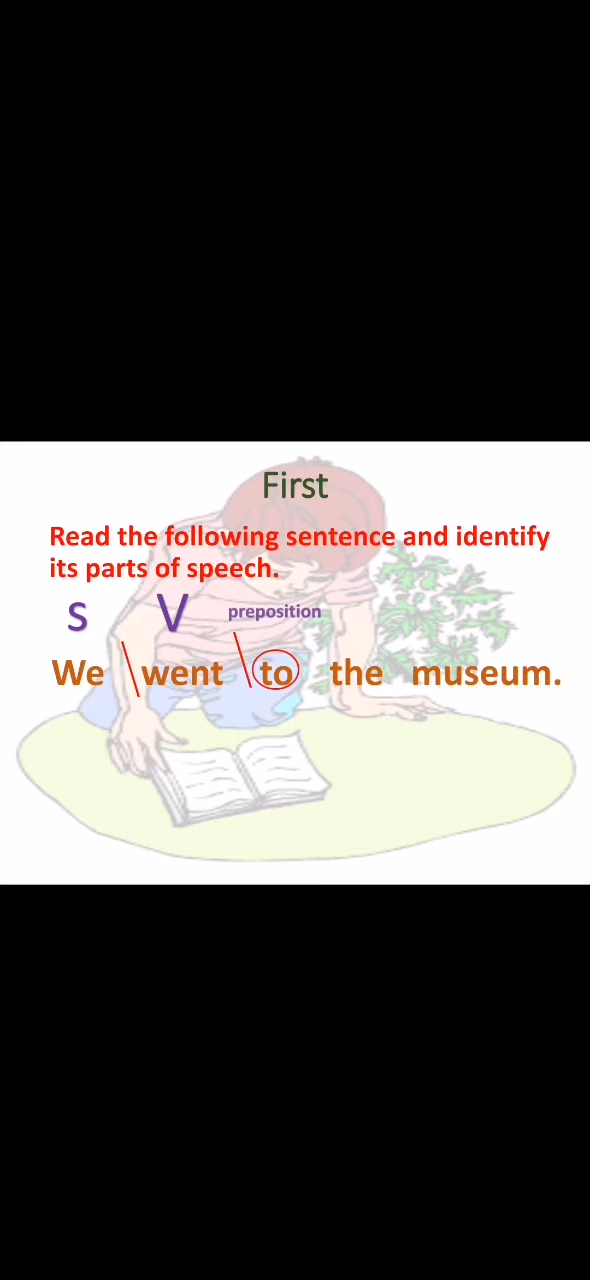 First
Read the following sentence and identify
its parts of speech.
S V preposition
We went to the museum.